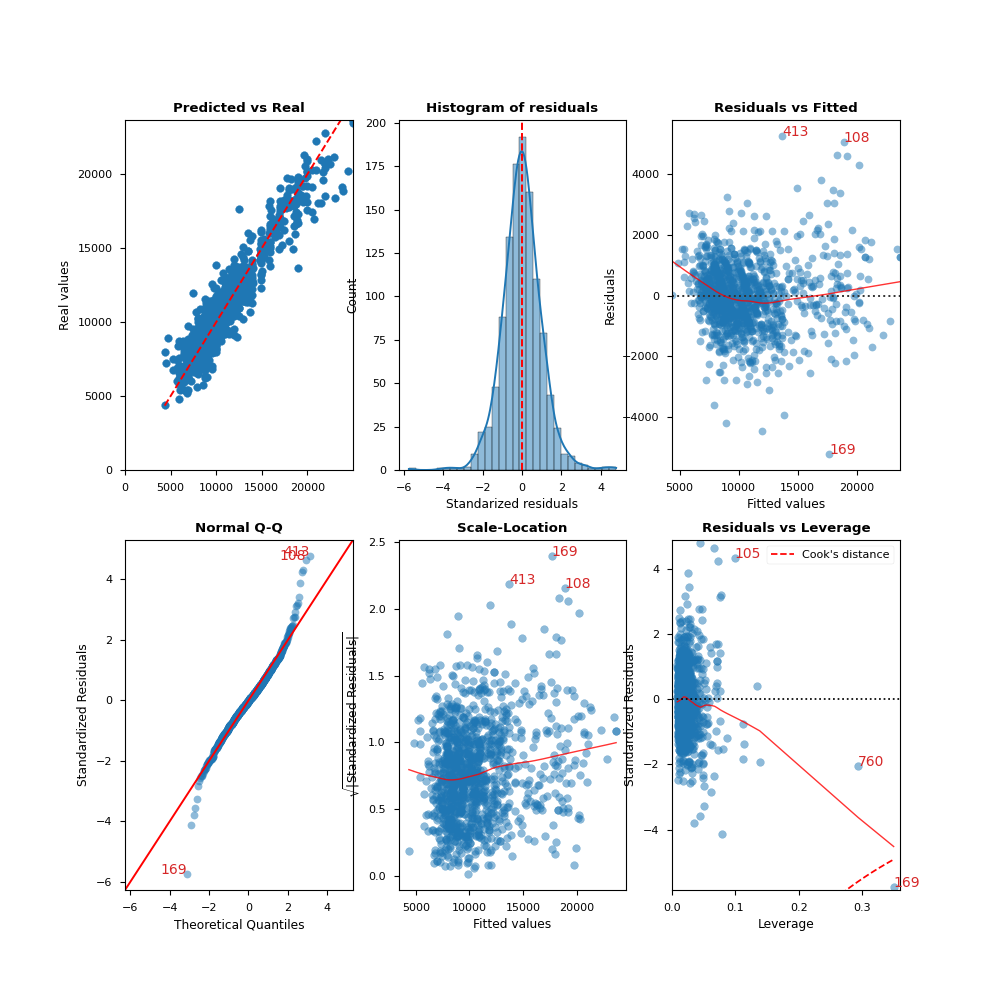 Predicted vs Real
Real values
20000
15000
10000
5000
0
0 5000 10000 15000 20000
Histogram of residuals
Count
200
175
150
125
100
75
50
25
0
−6 −4 −2 0 2 4
Standarized residuals
Residuals vs Fitted
Residuals
4000
2000
0
−2000
−4000
413
108
169
5000 10000 15000 20000
Fitted values
Normal Q-Q
Standardized Residuals
4
2
0
−2
−4
−6
413
108
169
−6 −4 −2 0 2 4
Theoretical Quantiles
Scale-Location
√|Standardized Residuals|
2.5
2.0
1.5
1.0
0.5
0.0
169
413
108
5000 10000 15000 20000
Fitted values
Residuals vs Leverage
Standardized Residuals
4
2
0
−2
−4
105
Cook's distance
760
169
0.0 0.1 0.2 0.3
Leverage